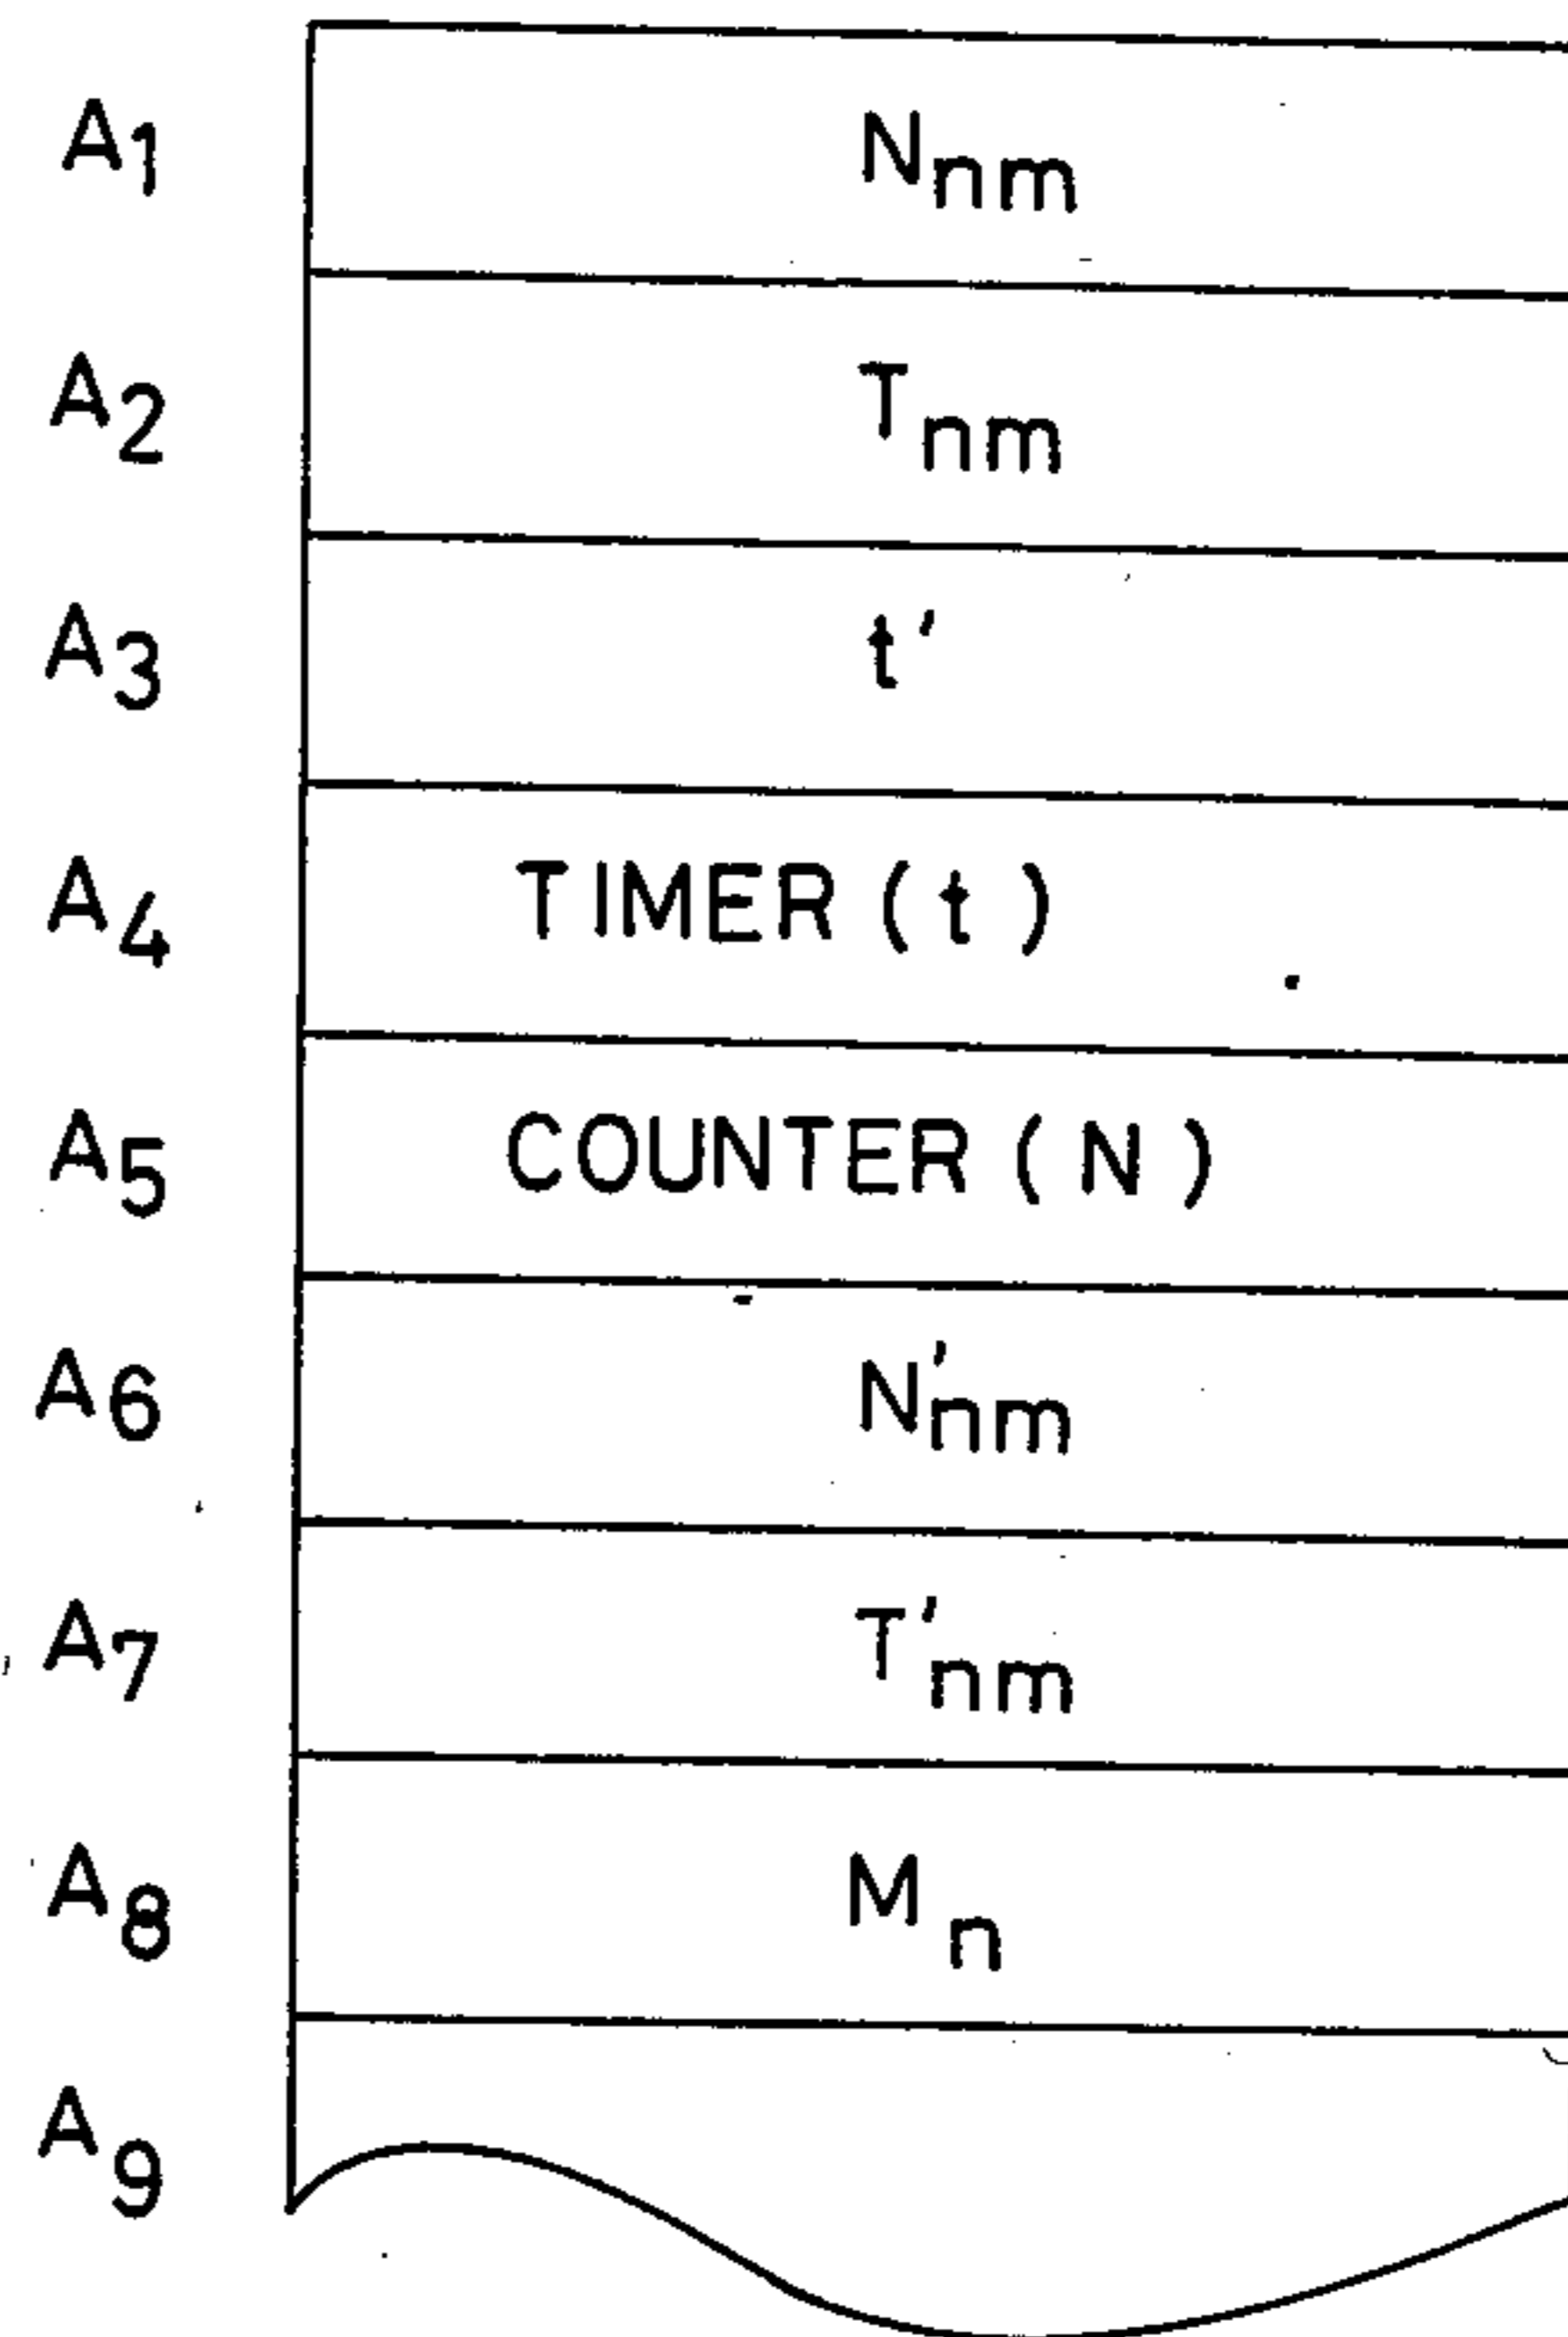 A1 Nnm
A2 Tnm
A3 t′
A4 TIMER (t)
A5 COUNTER (N)
A6 N′nm
A7 T′nm
A8 Mn
A9